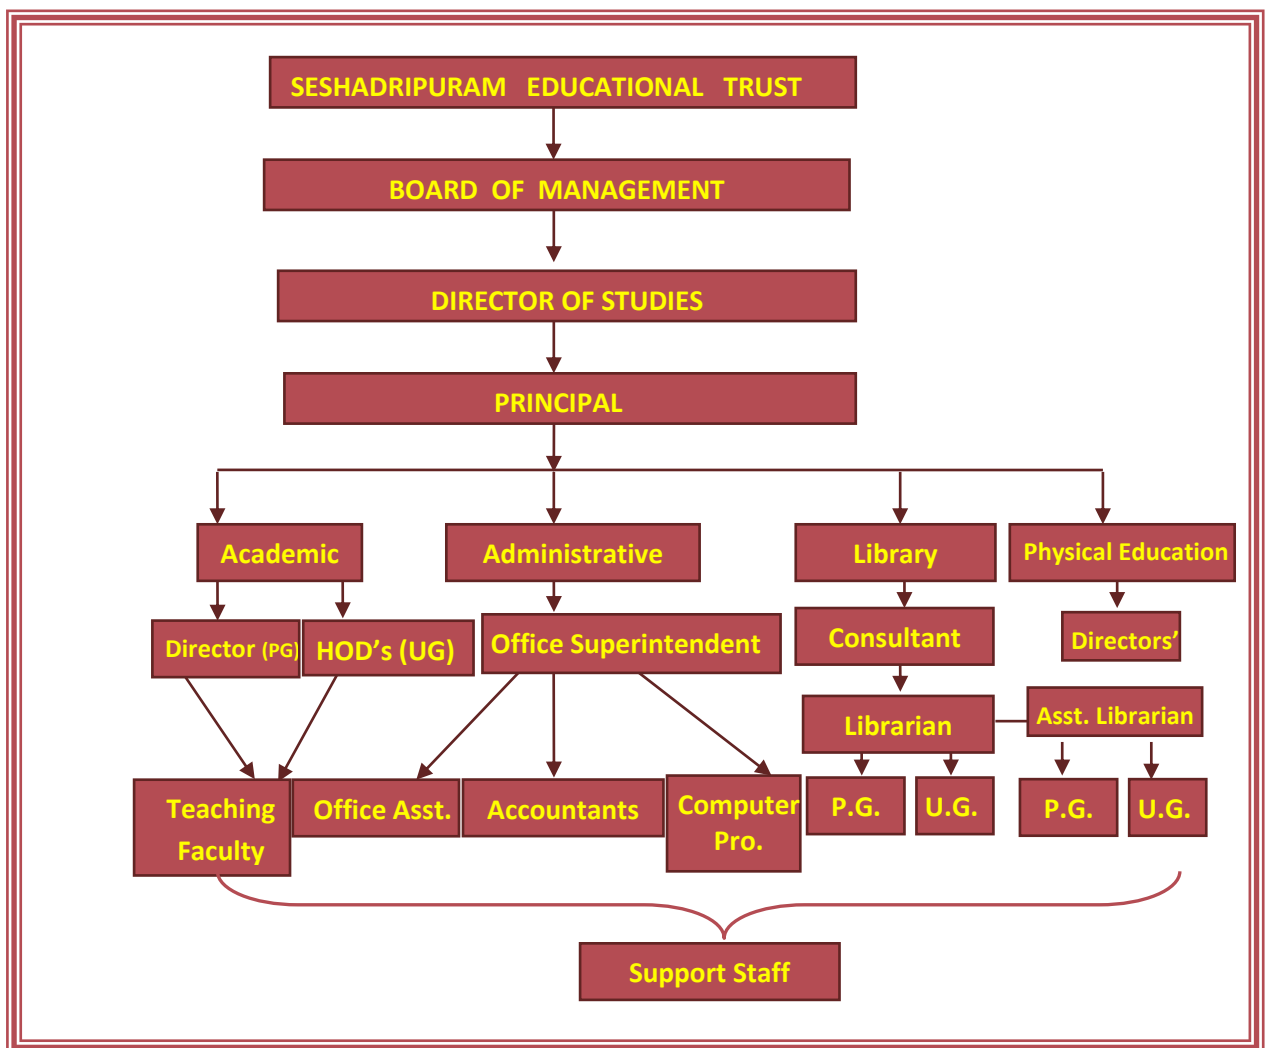 SESHADRIPURAM EDUCATIONAL TRUST
BOARD OF MANAGEMENT
DIRECTOR OF STUDIES
PRINCIPAL
Academic
Administrative
Library
Physical Education
Director (PG)
HOD's (UG)
Office Superintendent
Consultant
Directors'
Librarian
Asst. Librarian
Teaching
Faculty
Office Asst.
Accountants
Computer
Pro.
P.G.
U.G.
P.G.
U.G.
Support Staff